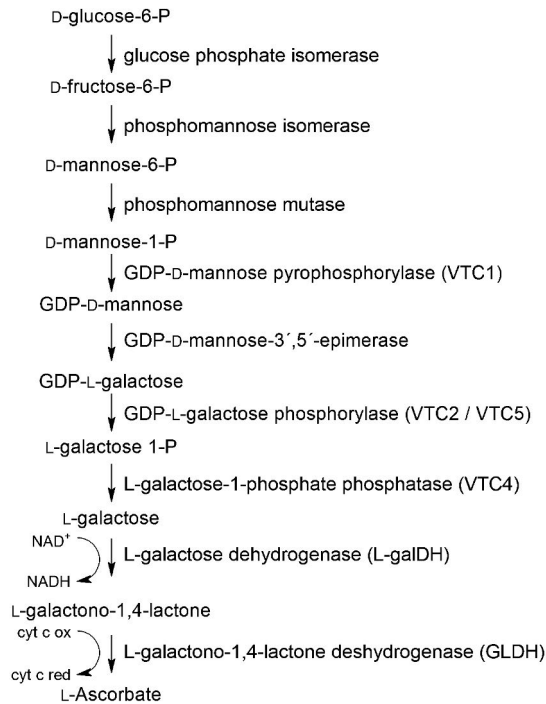 D-glucose-6-P
glucose phosphate isomerase
D-fructose-6-P
phosphomannose isomerase
D-mannose-6-P
phosphomannose mutase
D-mannose-1-P
GDP-D-mannose pyrophosphorylase (VTC1)
GDP-D-mannose
GDP-D-mannose-3´,5´-epimerase
GDP-L-galactose
GDP-L-galactose phosphorylase (VTC2 / VTC5)
L-galactose 1-P
L-galactose-1-phosphate phosphatase (VTC4)
L-galactose
NAD⁺
L-galactose dehydrogenase (L-galDH)
NADH
L-galactono-1,4-lactone
cyt c ox
L-galactono-1,4-lactone deshydrogenase (GLDH)
cyt c red
L-Ascorbate